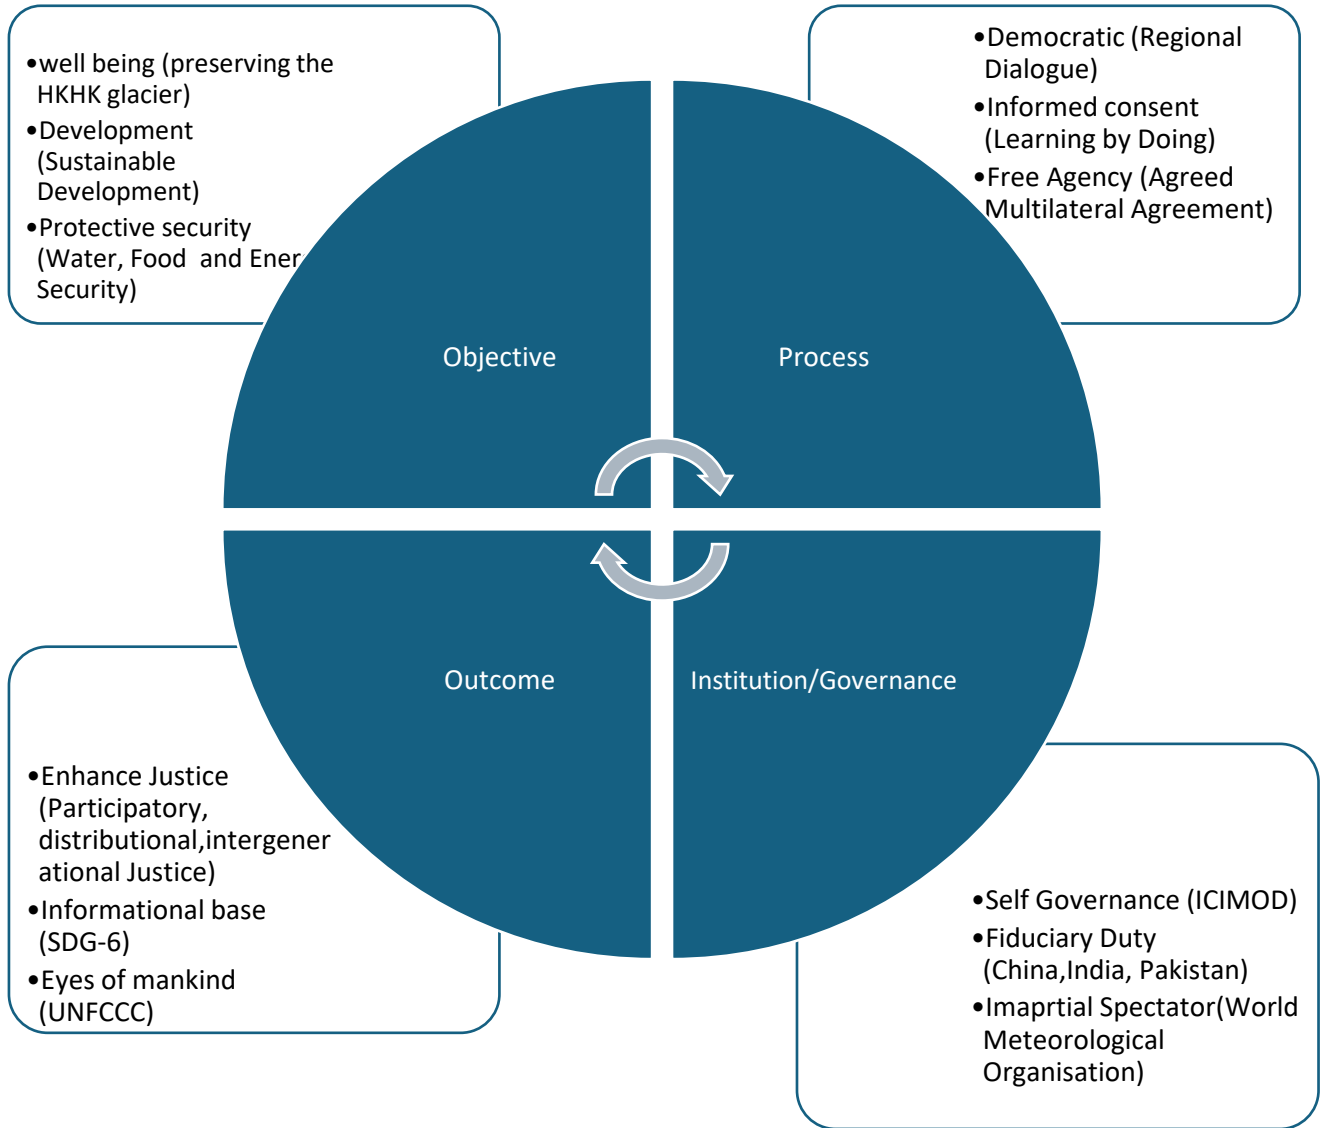 •well being (preserving the
HKHK glacier)
•Development
(Sustainable
Development)
•Protective security
(Water, Food and Ener
Security)
•Democratic (Regional
Dialogue)
•Informed consent
(Learning by Doing)
•Free Agency (Agreed
Multilateral Agreement)
Objective
Process
Outcome
Institution/Governance
•Enhance Justice
(Participatory,
distributional,intergener
ational Justice)
•Informational base
(SDG-6)
•Eyes of mankind
(UNFCCC)
•Self Governance (ICIMOD)
•Fiduciary Duty
(China,India, Pakistan)
•Imaprtial Spectator(World
Meteorological
Organisation)